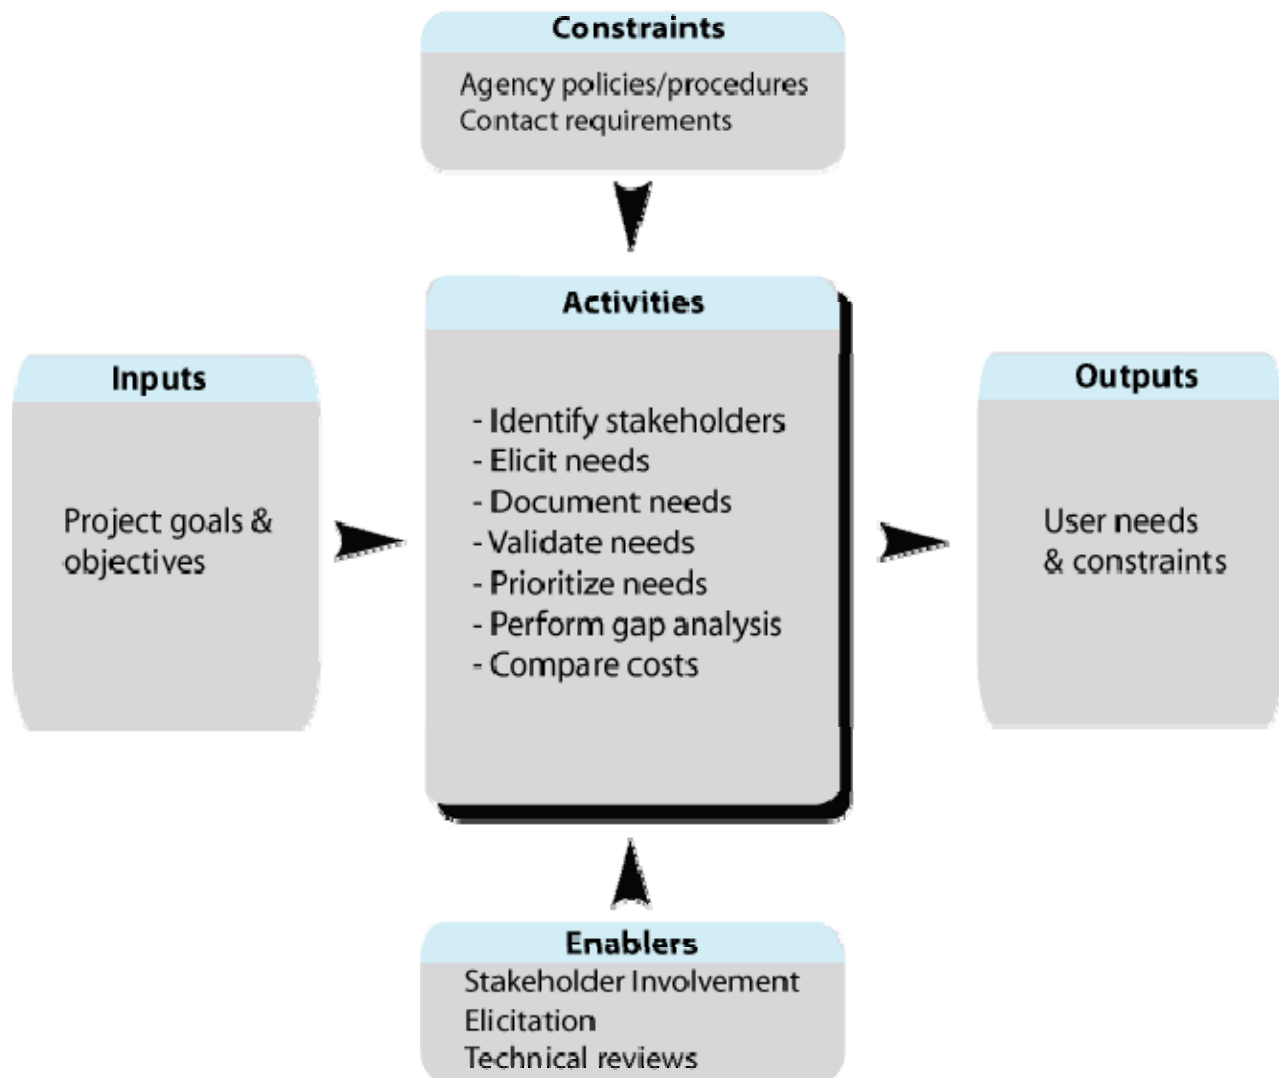 Constraints
Agency policies/procedures
Contact requirements
Activities
- Identify stakeholders
- Elicit needs
- Document needs
- Validate needs
- Prioritize needs
- Perform gap analysis
- Compare costs
Inputs
Project goals &
objectives
Outputs
User needs
& constraints
Enablers
Stakeholder Involvement
Elicitation
Technical reviews